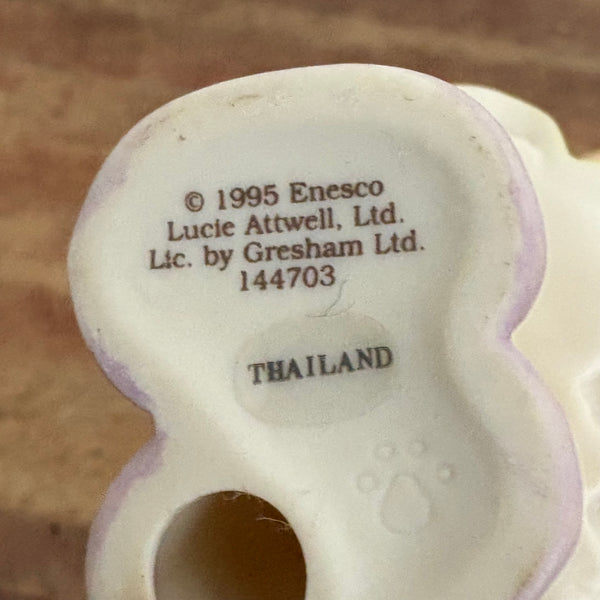 © 1995 Enesco
Lucie Attwell, Ltd.
Lic. by Gresham Ltd.
144703
THAILAND